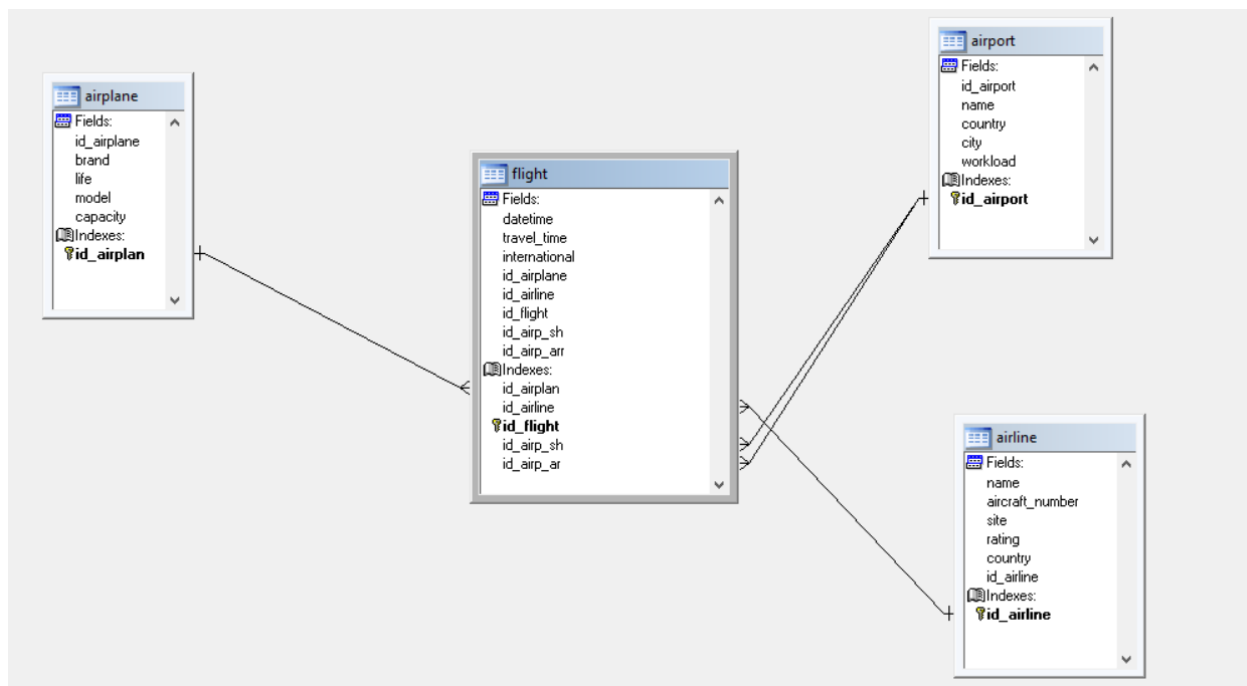 airplane
Fields:
id_airplane
brand
life
model
capacity
Indexes:
id_airplan
flight
Fields:
datetime
travel_time
international
id_airplane
id_airline
id_flight
id_airp_sh
id_airp_arr
Indexes:
id_airplan
id_airline
id_flight
id_airp_sh
id_airp_ar
airport
Fields:
id_airport
name
country
city
workload
Indexes:
id_airport
airline
Fields:
name
aircraft_number
site
rating
country
id_airline
Indexes:
id_airline